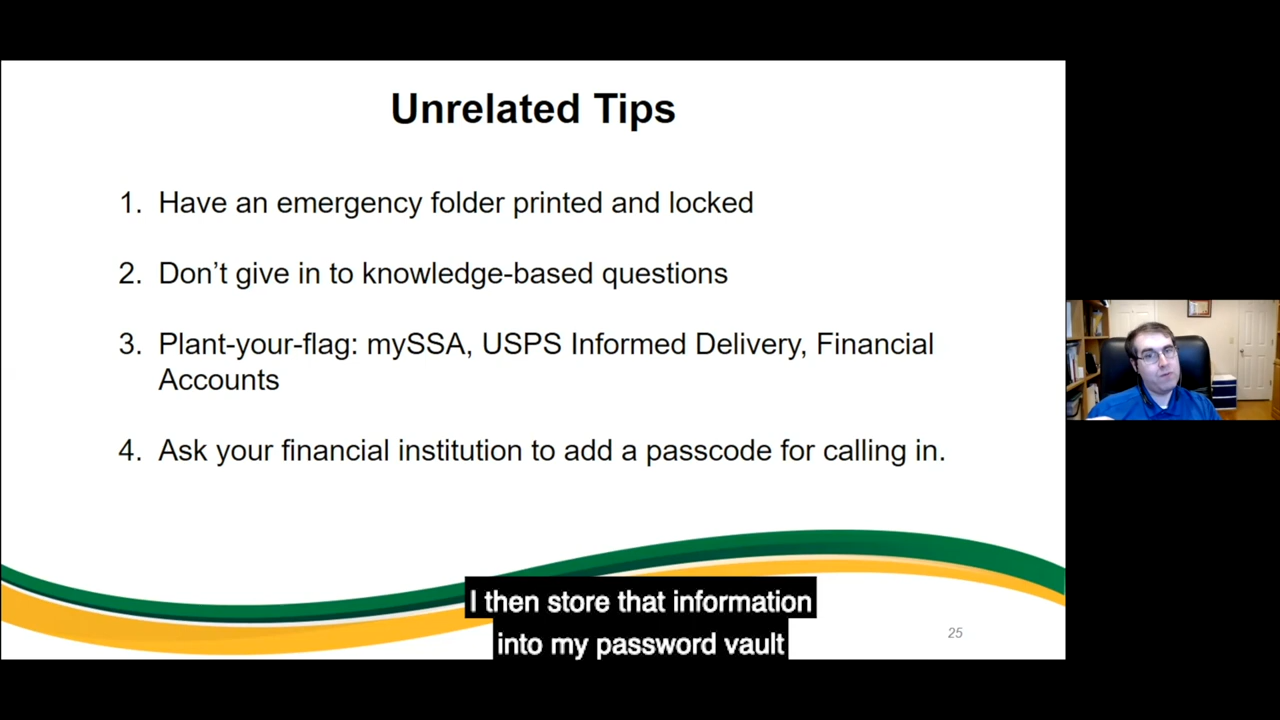 Unrelated Tips
1. Have an emergency folder printed and locked
2. Don’t give in to knowledge-based questions
3. Plant-your-flag: mySSA, USPS Informed Delivery, Financial
Accounts
4. Ask your financial institution to add a passcode for calling in.
I then store that information
into my password vault
25